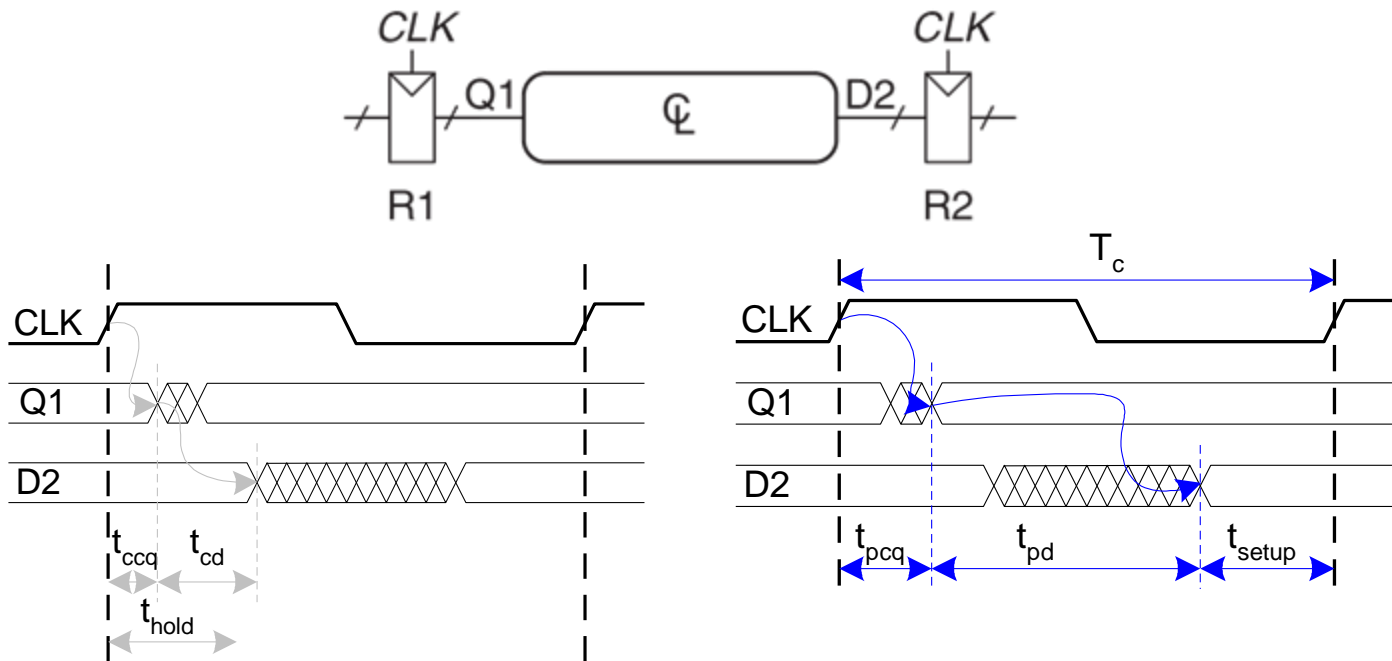 CLK CLK
Q1 C͏L D2
R1 R2
CLK
Q1
D2
tccq tcd
thold
Tc
CLK
Q1
D2
tpcq tpd tsetup